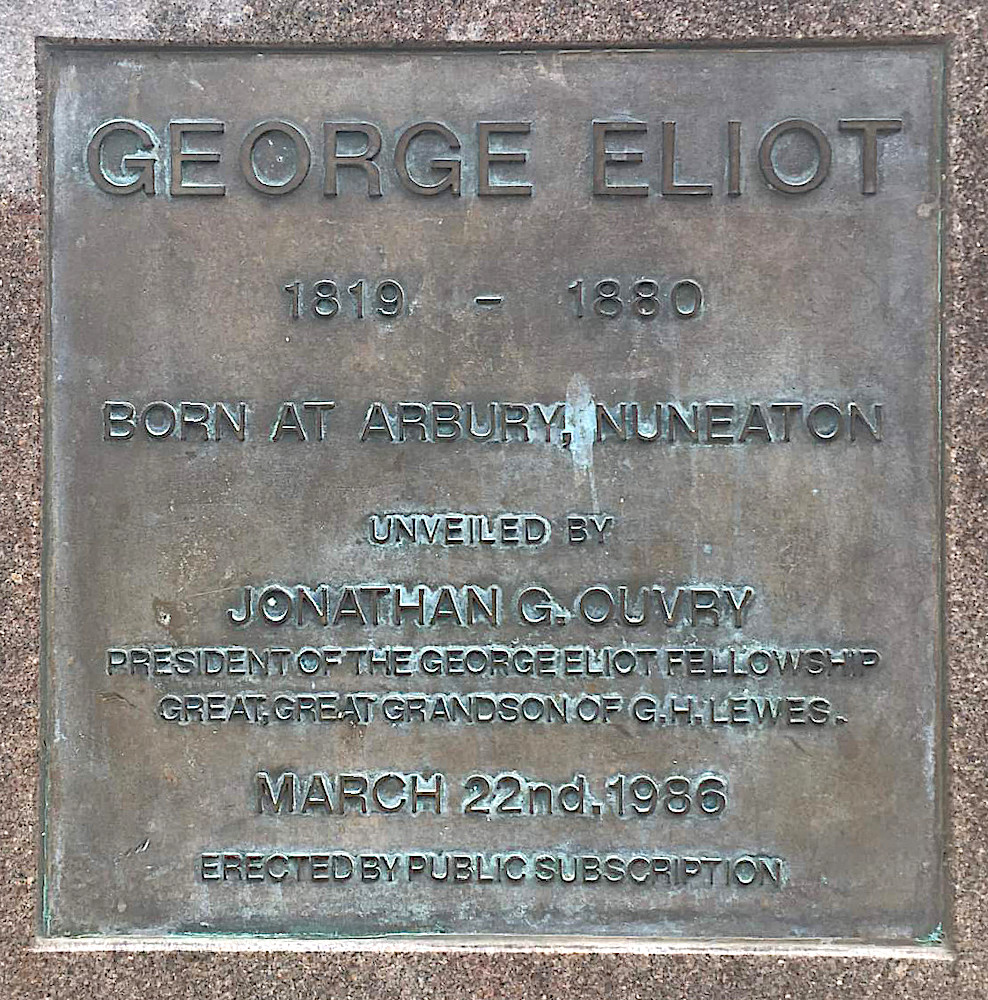 GEORGE ELIOT
1819 - 1880
BORN AT ARBURY, NUNEATON
UNVEILED BY
JONATHAN G. OUVRY
PRESIDENT OF THE GEORGE ELIOT FELLOWSHIP
GREAT, GREAT GRANDSON OF G.H. LEWES.
MARCH 22nd, 1986
ERECTED BY PUBLIC SUBSCRIPTION